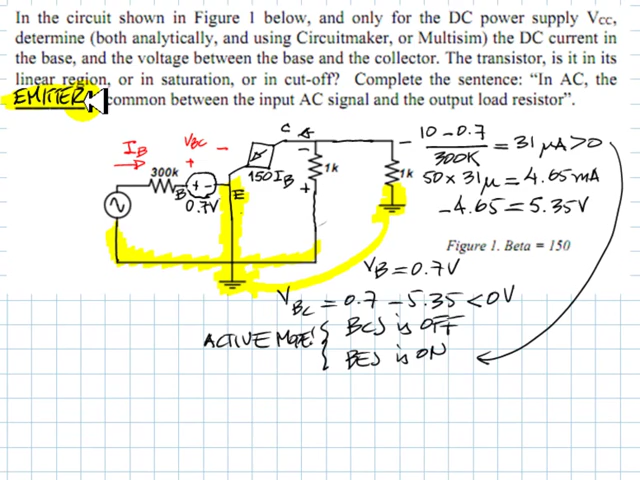 In the circuit shown in Figure 1 below, and only for the DC power supply Vcc,
determine (both analytically, and using Circuitmaker, or Multisim) the DC current in
the base, and the voltage between the base and the collector. The transistor, is it in its
linear region, or in saturation, or in cut-off? Complete the sentence: "In AC, the
EMITTER common between the input AC signal and the output load resistor".
IB
VBC -
+
300k
B
+ -
0.7V
E
C
150 IB
-
1k
+
1k
- 10 - 0.7 / 300K = 31 μA > 0
50 x 31 μ = 4.65 mA
- 4.65 = 5.35 V
Figure 1. Beta = 150
VB = 0.7 V
VBC = 0.7 - 5.35 < 0V
ACTIVE MODE: { BCJ is OFF
BEJ is ON